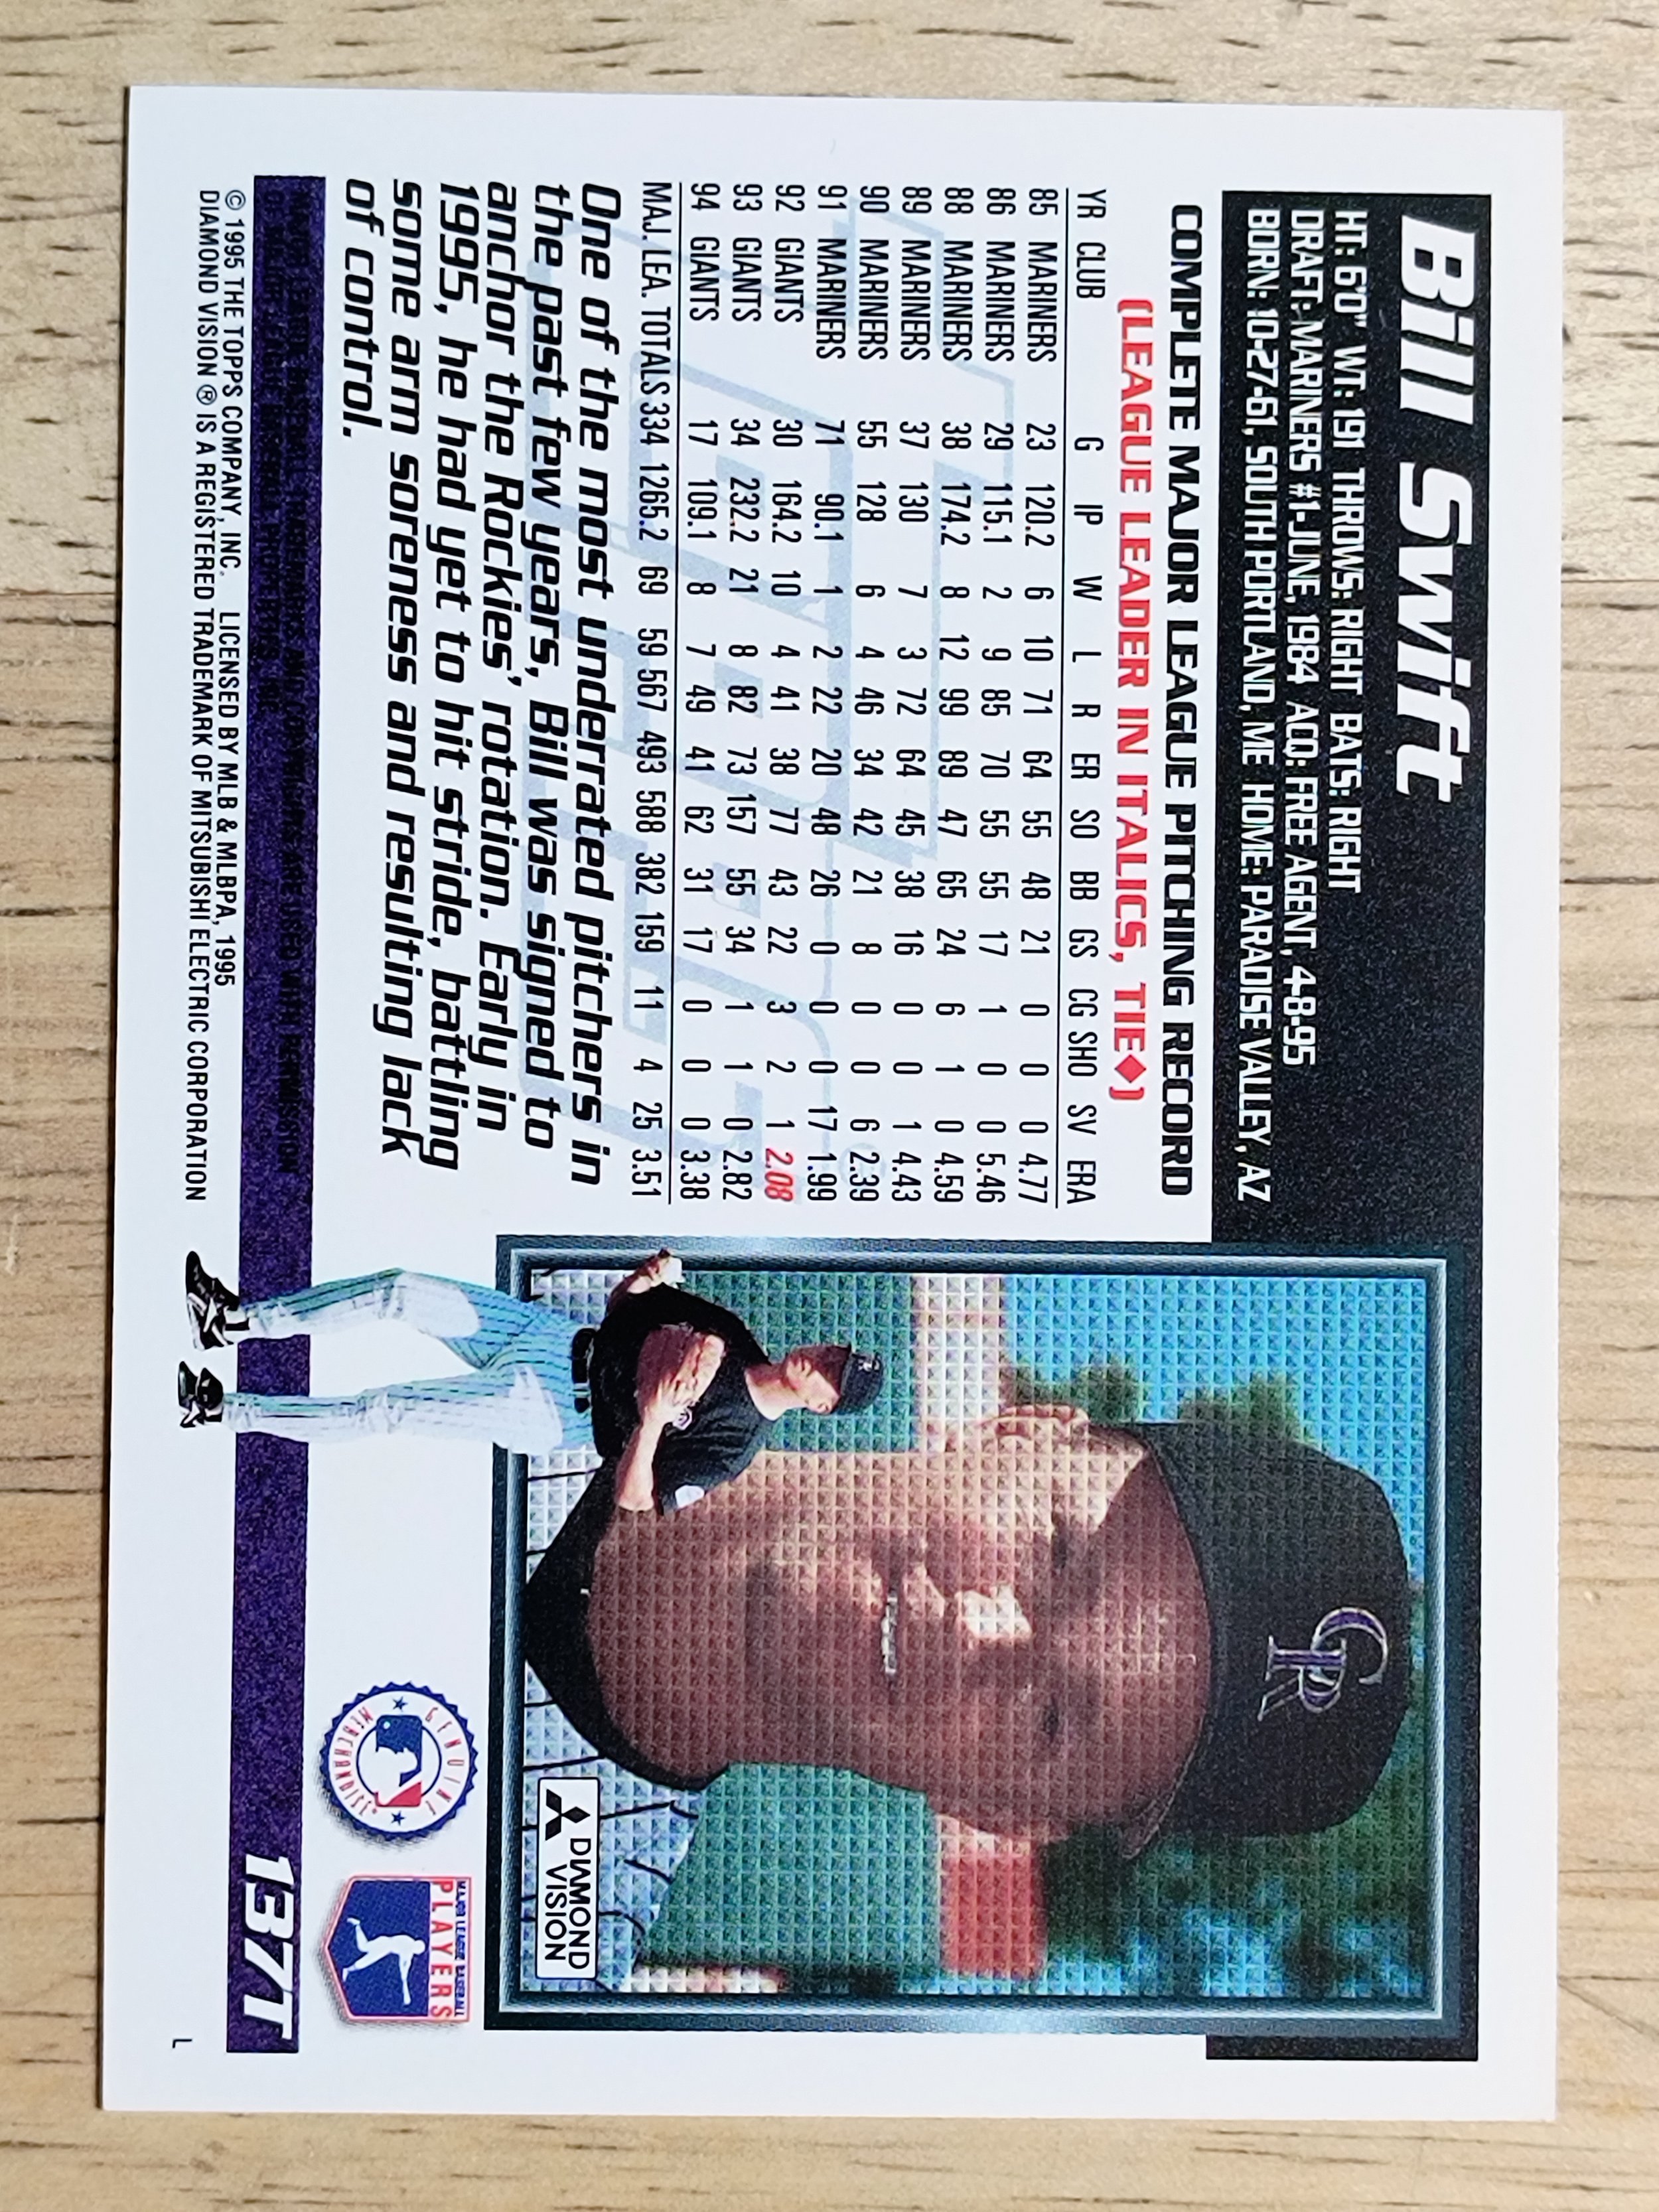 Bill Swift
HT: 6'0" WT: 191 THROWS: RIGHT BATS: RIGHT
DRAFT: MARINERS #1-JUNE, 1984 ACQ: FREE AGENT, 4-8-95
BORN: 10-27-61, SOUTH PORTLAND, ME HOME: PARADISE VALLEY, AZ
COMPLETE MAJOR LEAGUE PITCHING RECORD
(LEAGUE LEADER IN ITALICS, TIE◆)
YR CLUB G IP W L R ER SO BB GS CG SHO SV ERA
85 MARINERS 23 120.2 6 10 71 64 55 48 21 0 0 0 4.77
86 MARINERS 29 115.1 2 9 85 70 55 55 17 1 0 0 5.46
88 MARINERS 38 174.2 8 12 99 89 47 65 24 6 1 0 4.59
89 MARINERS 37 130 7 3 72 64 45 38 16 0 0 1 4.43
90 MARINERS 55 128 6 4 46 34 42 21 8 0 0 6 2.39
91 MARINERS 71 90.1 1 2 22 20 48 26 0 0 0 17 1.99
92 GIANTS 30 164.2 10 4 41 38 77 43 22 3 2 1 2.08
93 GIANTS 34 232.2 21 8 82 73 157 55 34 1 1 0 2.82
94 GIANTS 17 109.1 8 7 49 41 62 31 17 0 0 0 3.38
MAJ. LEA. TOTALS 334 1265.2 69 59 567 493 588 382 159 11 4 25 3.51
One of the most underrated pitchers in
the past few years, Bill was signed to
anchor the Rockies' rotation. Early in
1995, he had yet to hit stride, battling
some arm soreness and resulting lack
of control.
© 1995 THE TOPPS COMPANY, INC. LICENSED BY MLB & MLBPA, 1995
DIAMOND VISION ® IS A REGISTERED TRADEMARK OF MITSUBISHI ELECTRIC CORPORATION
CR
DIAMOND
VISION
GENUINE
MERCHANDISE
MAJOR LEAGUE BASEBALL
PLAYERS
137T
L